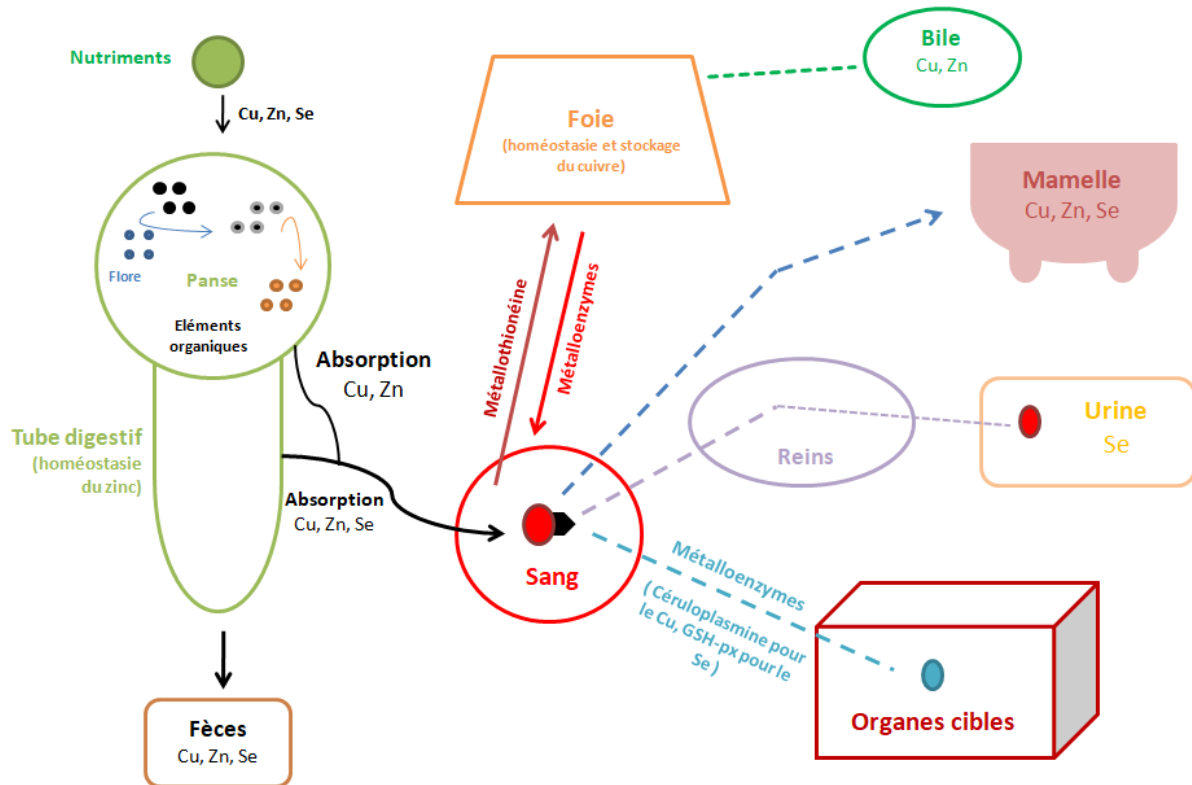 Nutriments
Cu, Zn, Se
Flore
Panse
Eléments
organiques
Tube digestif
(homéostasie
du zinc)
Absorption
Cu, Zn
Absorption
Cu, Zn, Se
Fèces
Cu, Zn, Se
Foie
(homéostasie et stockage
du cuivre)
Métallothionéine
Métalloenzymes
Sang
Bile
Cu, Zn
Mamelle
Cu, Zn, Se
Reins
Urine
Se
Métalloenzymes
( Céruloplasmine pour
le Cu, GSH-px pour le
Se )
Organes cibles